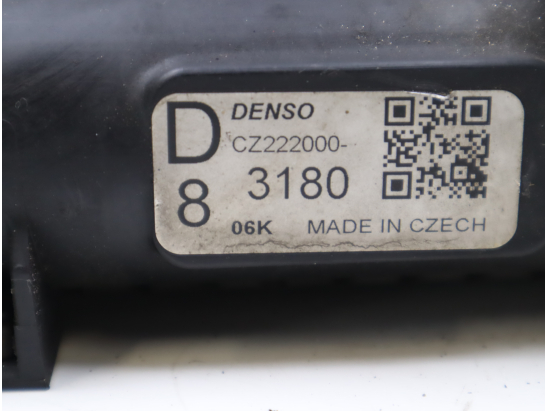 D
DENSO
CZ222000-
3180
8
06K MADE IN CZECH